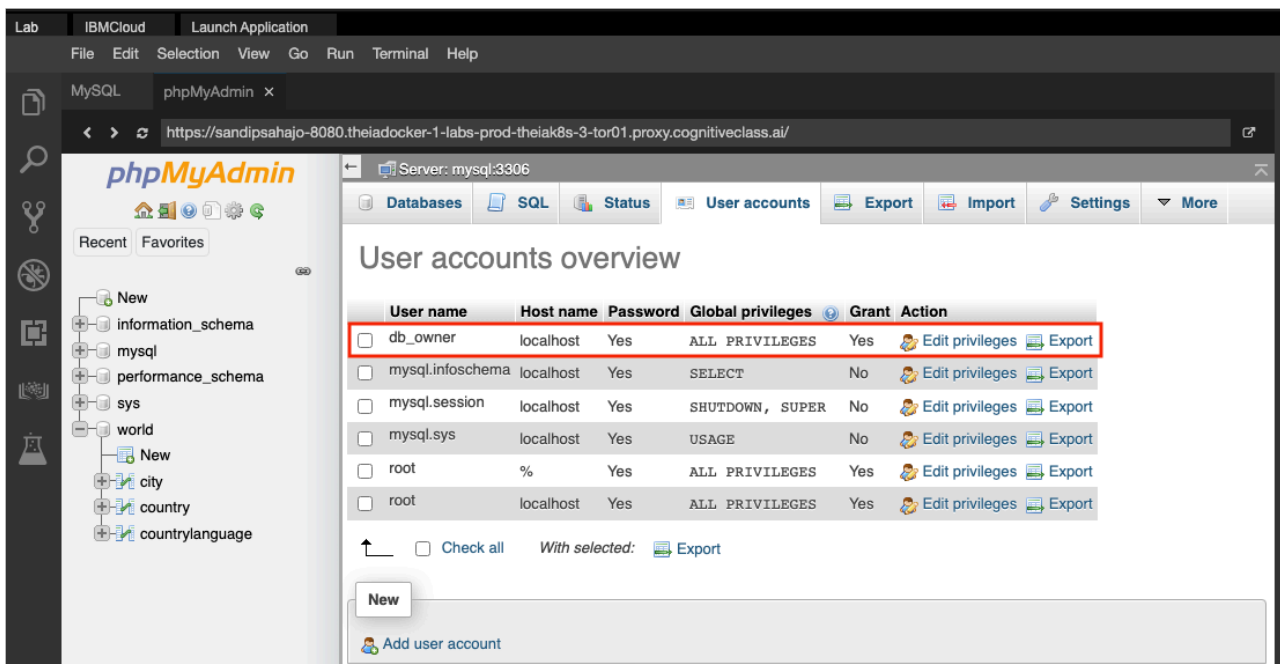 Lab IBMCloud Launch Application
File Edit Selection View Go Run Terminal Help
MySQL phpMyAdmin ×
https://sandipsahajo-8080.theiadocker-1-labs-prod-theiak8s-3-tor01.proxy.cognitiveclass.ai/
phpMyAdmin
Recent Favorites
New
information_schema
mysql
performance_schema
sys
world
New
city
country
countrylanguage
Server: mysql:3306
Databases SQL Status User accounts Export Import Settings More
User accounts overview
User name Host name Password Global privileges Grant Action
db_owner localhost Yes ALL PRIVILEGES Yes Edit privileges Export
mysql.infoschema localhost Yes SELECT No Edit privileges Export
mysql.session localhost Yes SHUTDOWN, SUPER No Edit privileges Export
mysql.sys localhost Yes USAGE No Edit privileges Export
root % Yes ALL PRIVILEGES Yes Edit privileges Export
root localhost Yes ALL PRIVILEGES Yes Edit privileges Export
Check all With selected: Export
New
Add user account